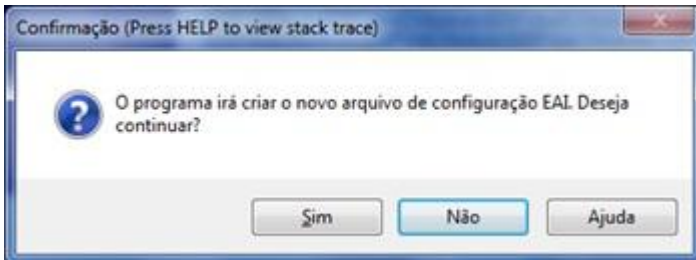 Confirmação (Press HELP to view stack trace)
O programa irá criar o novo arquivo de configuração EAI. Deseja
continuar?
Sim Não Ajuda